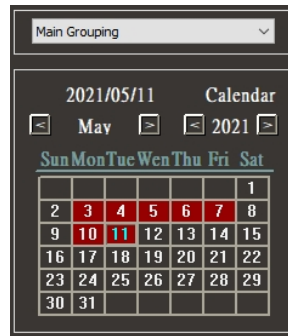 Main Grouping
2021/05/11 Calendar
< May > < 2021 >
Sun Mon Tue Wen Thu Fri Sat
1
2 3 4 5 6 7 8
9 10 11 12 13 14 15
16 17 18 19 20 21 22
23 24 25 26 27 28 29
30 31